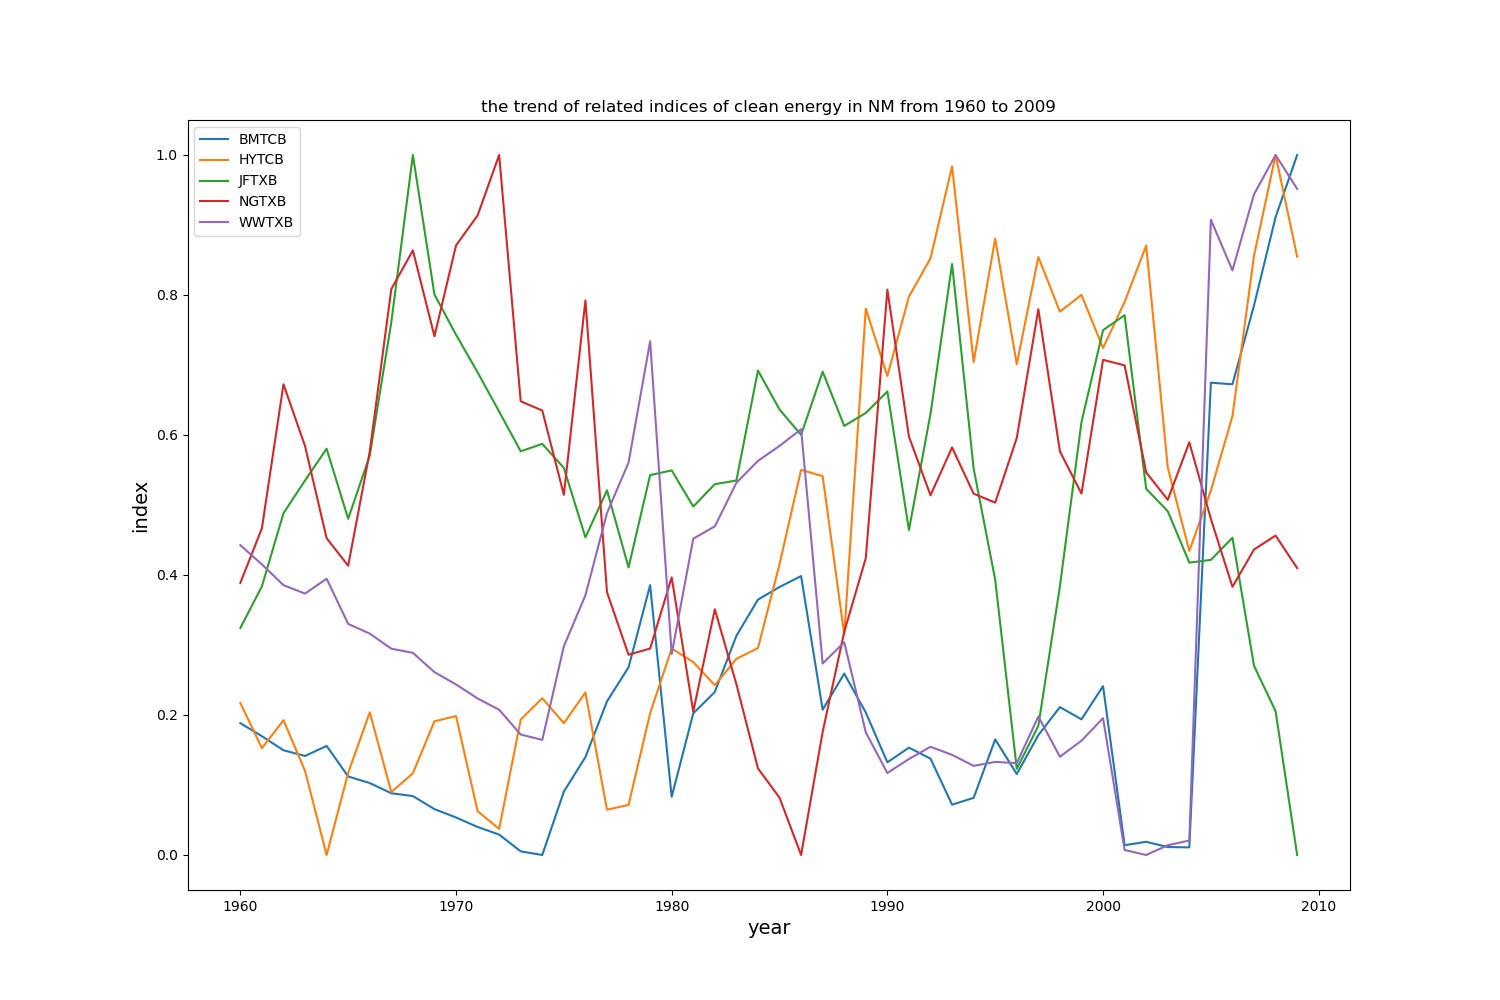 the trend of related indices of clean energy in NM from 1960 to 2009
BMTCB
HYTCB
JFTXB
NGTXB
WWTXB
1.0
0.8
0.6
0.4
0.2
0.0
index
1960 1970 1980 1990 2000 2010
year